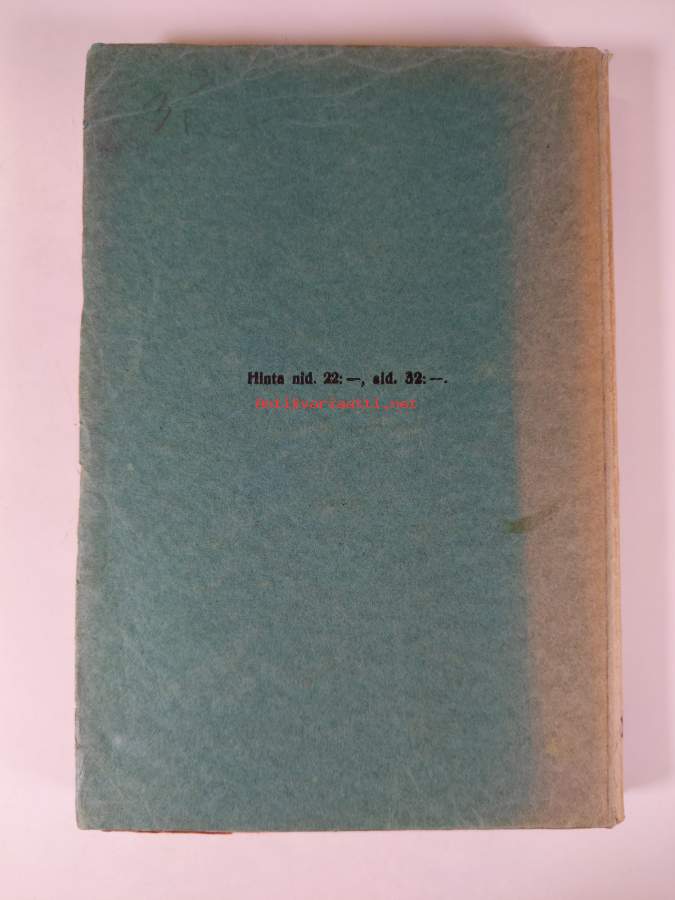 Hinta nid. 22:—, sid. 32:—.
Antikvariaatti.net